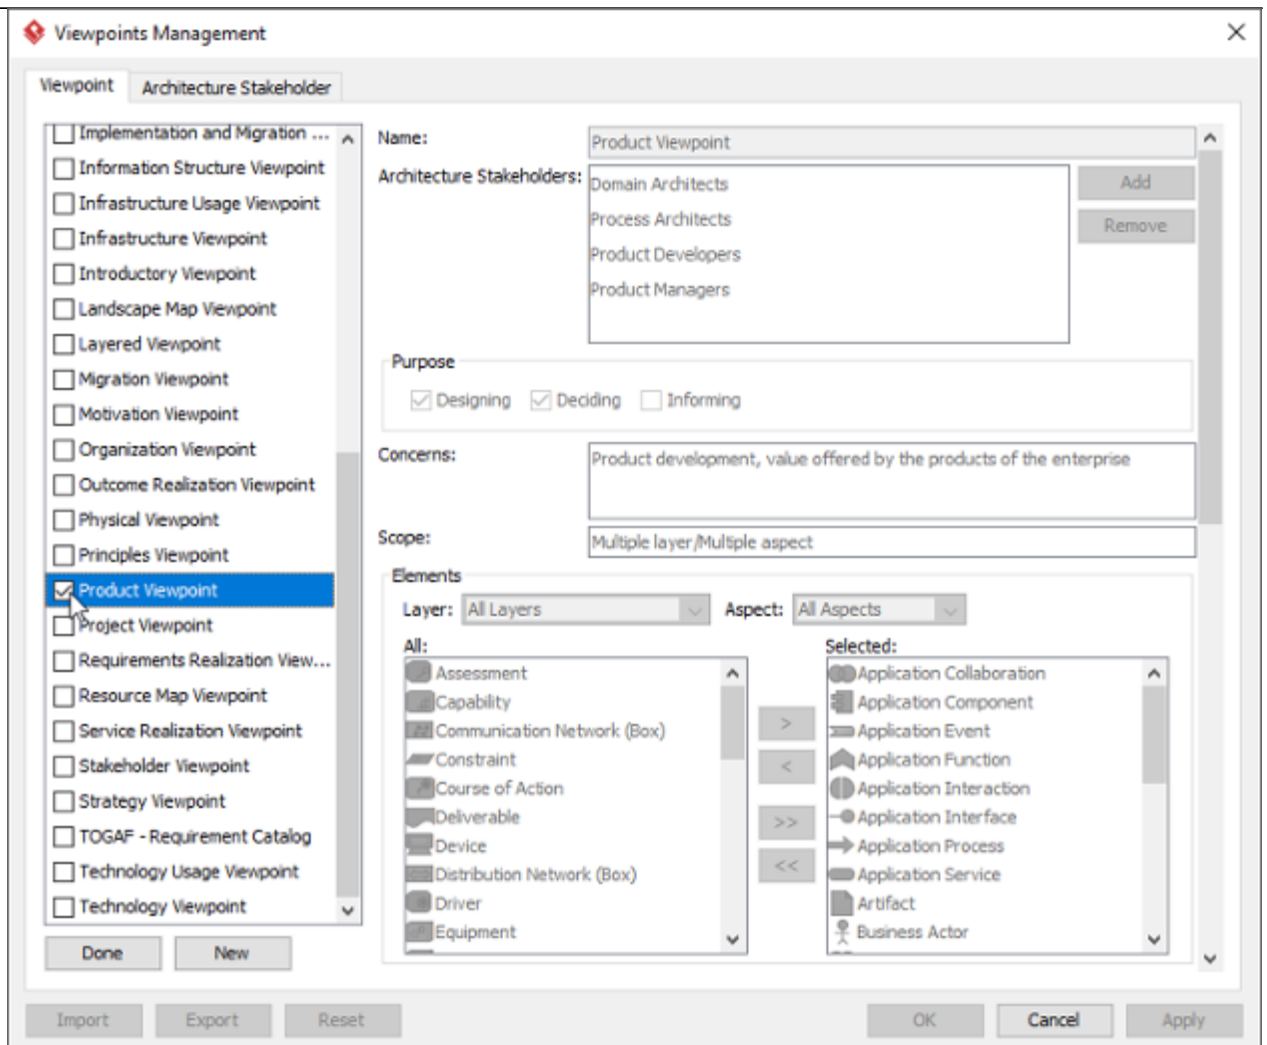 Viewpoints Management
Viewpoint
Architecture Stakeholder
Implementation and Migration ...
Information Structure Viewpoint
Infrastructure Usage Viewpoint
Infrastructure Viewpoint
Introductory Viewpoint
Landscape Map Viewpoint
Layered Viewpoint
Migration Viewpoint
Motivation Viewpoint
Organization Viewpoint
Outcome Realization Viewpoint
Physical Viewpoint
Principles Viewpoint
Product Viewpoint
Project Viewpoint
Requirements Realization View...
Resource Map Viewpoint
Service Realization Viewpoint
Stakeholder Viewpoint
Strategy Viewpoint
TOGAF - Requirement Catalog
Technology Usage Viewpoint
Technology Viewpoint
Done
New
Name:
Product Viewpoint
Architecture Stakeholders:
Domain Architects
Process Architects
Product Developers
Product Managers
Add
Remove
Purpose
Designing
Deciding
Informing
Concerns:
Product development, value offered by the products of the enterprise
Scope:
Multiple layer/Multiple aspect
Elements
Layer:
All Layers
Aspect:
All Aspects
All:
Assessment
Capability
Communication Network (Box)
Constraint
Course of Action
Deliverable
Device
Distribution Network (Box)
Driver
Equipment
>
<
>>
<<
Selected:
Application Collaboration
Application Component
Application Event
Application Function
Application Interaction
Application Interface
Application Process
Application Service
Artifact
Business Actor
Import
Export
Reset
OK
Cancel
Apply